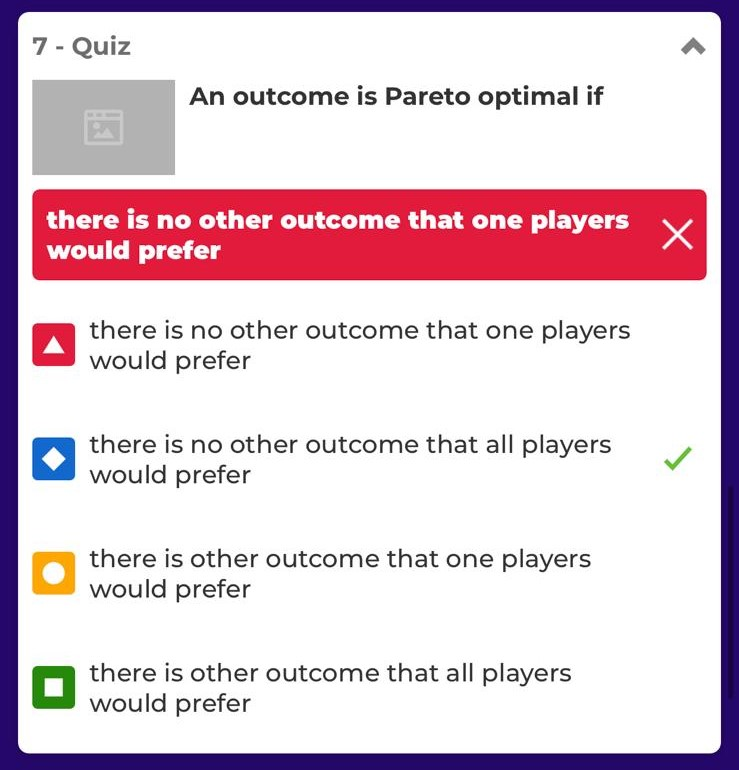 7 - Quiz
An outcome is Pareto optimal if
there is no other outcome that one players
would prefer
there is no other outcome that one players
would prefer
there is no other outcome that all players
would prefer
there is other outcome that one players
would prefer
there is other outcome that all players
would prefer